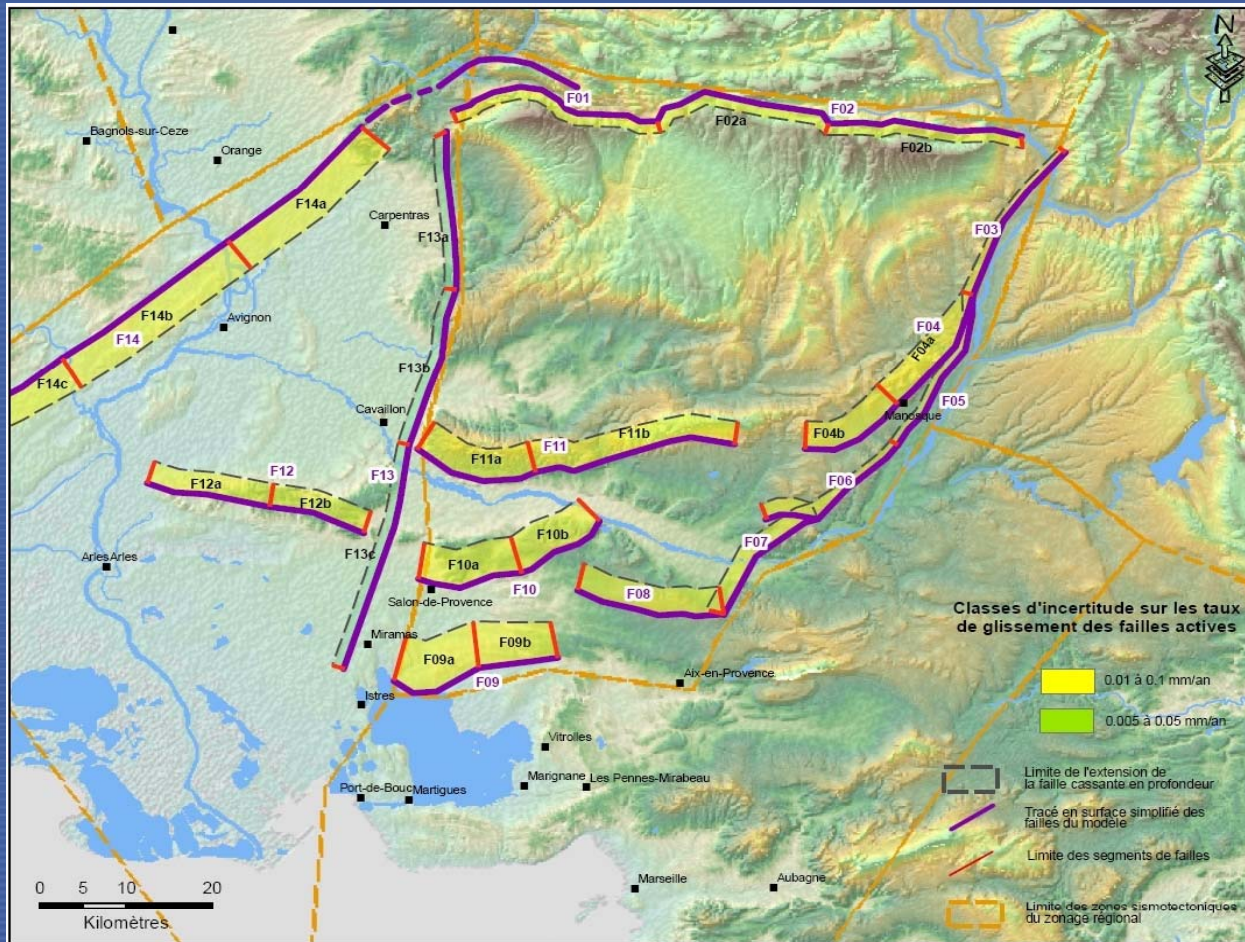 N
F01
F02
F02a
F02b
Bagnols-sur-Ceze
Orange
F14a
Carpentras
F13a
F03
F14b
F14
Avignon
F04
F04a
F14c
F13b
Manosque
F05
Cavaillon
F11
F11b
F04b
F11a
F13
F12
F12a
F12b
F06
F10b
F13c
F07
ArlesArles
F10a
F10
F08
Salon-de-Provence
Miramas
F09a
F09b
F09
Aix-en-Provence
Istres
Vitrolles
Marignane
Les Pennes-Mirabeau
Port-de-Bouc
Martigues
Marseille
Aubagne
Classes d'incertitude sur les taux
de glissement des failles actives
0.01 à 0.1 mm/an
0.005 à 0.05 mm/an
Limite de l'extension de
la faille cassante en profondeur
Tracé en surface simplifié des
failles du modèle
Limite des segments de failles
Limite des zones sismotectoniques
du zonage régional
0 5 10 20
Kilomètres